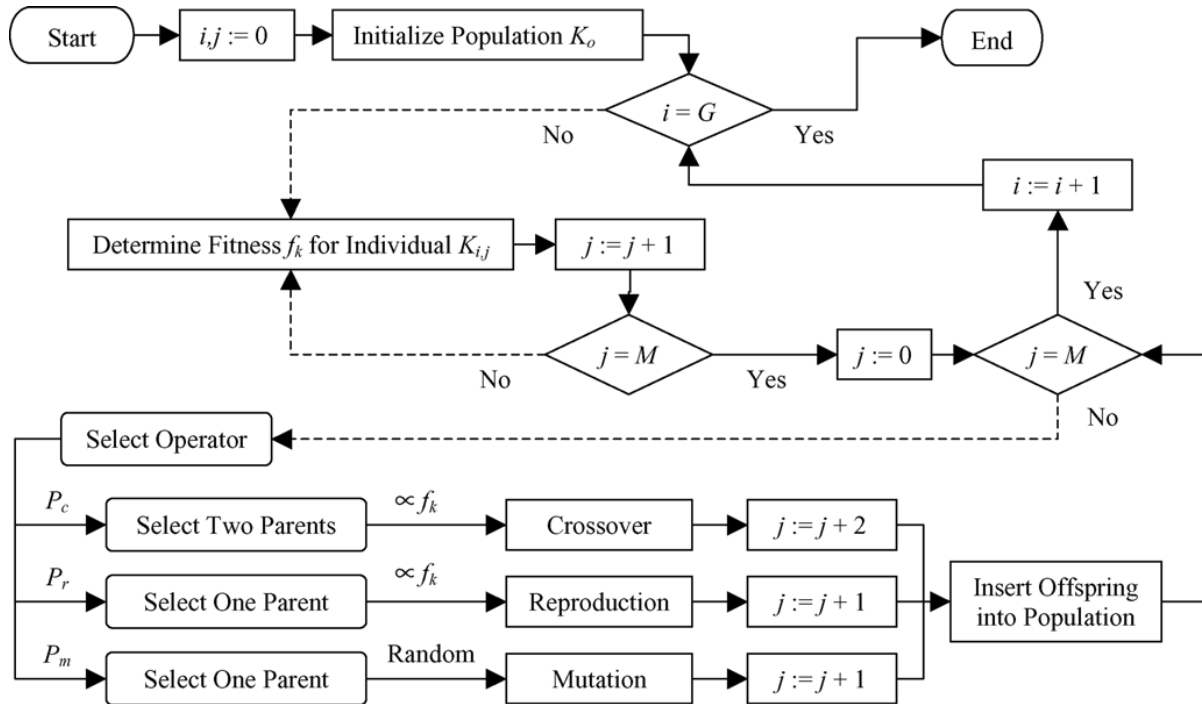 Start
i,j := 0
Initialize Population K_o
End
i = G
No
Yes
i := i + 1
Determine Fitness f_k for Individual K_{i,j}
j := j + 1
Yes
j = M
No
Yes
j := 0
j = M
No
Select Operator
P_c
Select Two Parents
∝ f_k
Crossover
j := j + 2
P_r
Select One Parent
∝ f_k
Reproduction
j := j + 1
Insert Offspring
into Population
P_m
Select One Parent
Random
Mutation
j := j + 1